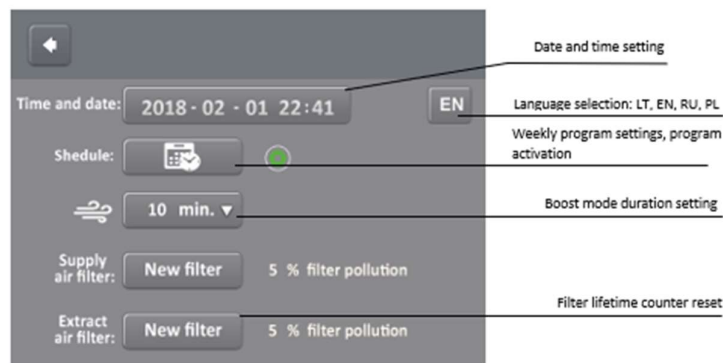 Date and time setting
Time and date: 2018 - 02 - 01 22:41 EN
Language selection: LT, EN, RU, PL
Weekly program settings, program
activation
Shedule:
10 min. ▼
Boost mode duration setting
Supply
air filter: New filter 5 % filter pollution
Filter lifetime counter reset
Extract
air filter: New filter 5 % filter pollution